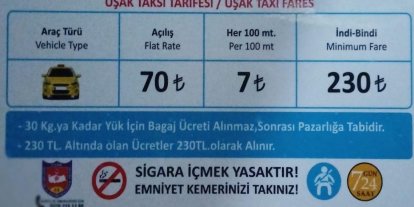 UŞAK TAKSİ TARİFESİ / UŞAK TAXI FARES
Araç Türü Açılış Her 100 mt. İndi-Bindi
Vehicle Type Flat Rate Per 100 mt Minimum Fare
70 ₺ 7 ₺ 230 ₺
- 30 Kg.ya Kadar Yük İçin Bagaj Ücreti Alınmaz,Sonrası Pazarlığa Tabidir.
- 230 TL. Altında olan Ücretler 230TL.olarak Alınır.
SİGARA İÇMEK YASAKTIR!
EMNİYET KEMERİNİZİ TAKINIZ!
7 GÜN
24
SAAT